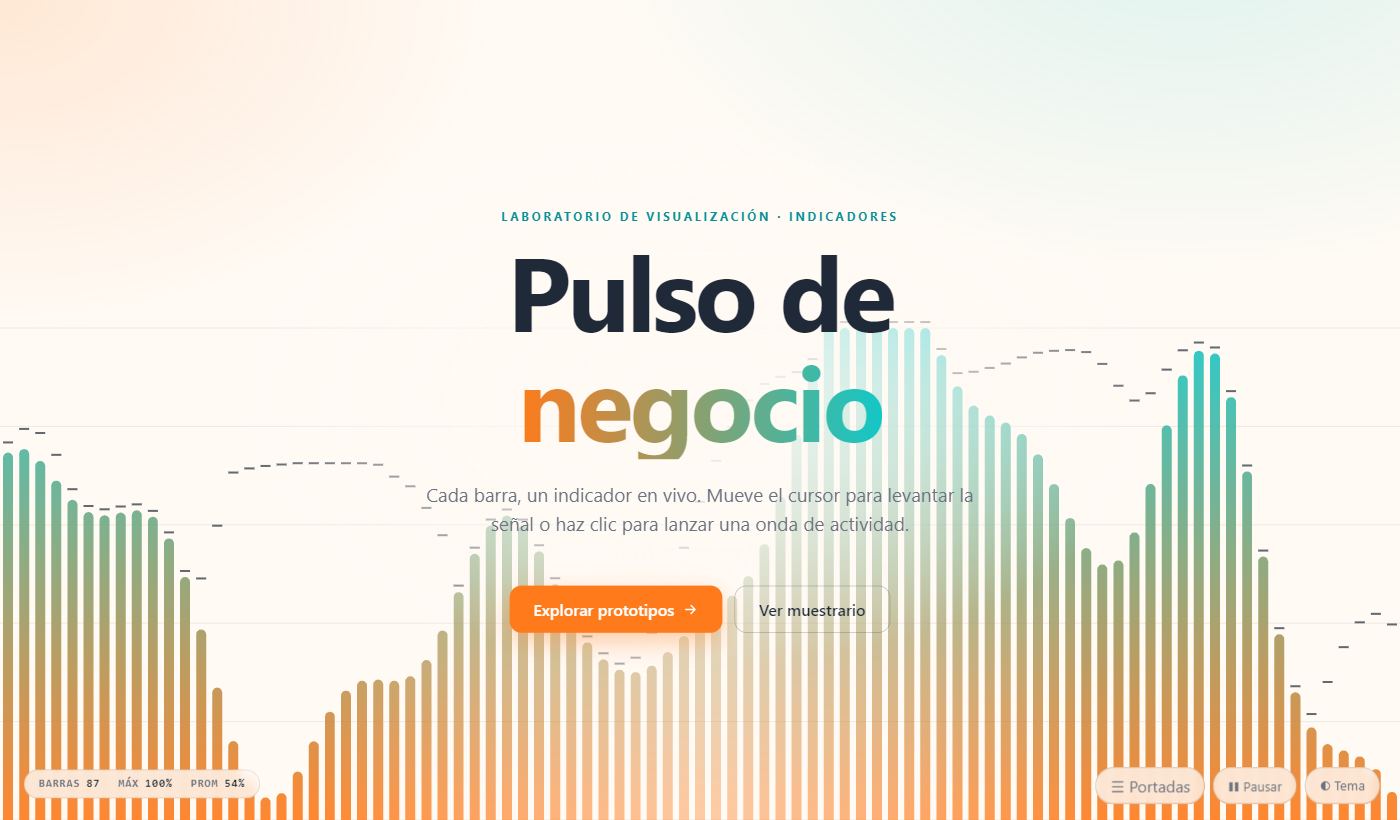 LABORATORIO DE VISUALIZACIÓN · INDICADORES
Pulso de
negocio
Cada barra, un indicador en vivo. Mueve el cursor para levantar la
señal o haz clic para lanzar una onda de actividad.
Explorar prototipos →
Ver muestrario
BARRAS 87 MÁX 100% PROM 54%
☰ Portadas
Pausar
Tema